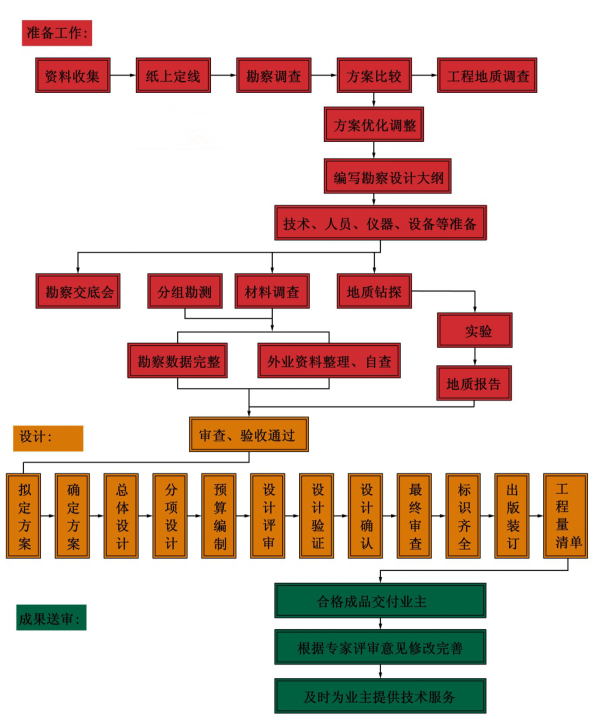 准备工作:
资料收集
纸上定线
勘察调查
方案比较
工程地质调查
方案优化调整
编写勘察设计大纲
技术、人员、仪器、设备等准备
勘察交底会
分组勘测
材料调查
地质钻探
实验
勘察数据完整
外业资料整理、自查
地质报告
设计:
审查、验收通过
拟定方案
确定方案
总体设计
分项设计
预算编制
设计评审
设计验证
设计确认
最终审查
标识齐全
出版装订
工程量清单
合格成品交付业主
成果送审:
根据专家评审意见修改完善
及时为业主提供技术服务